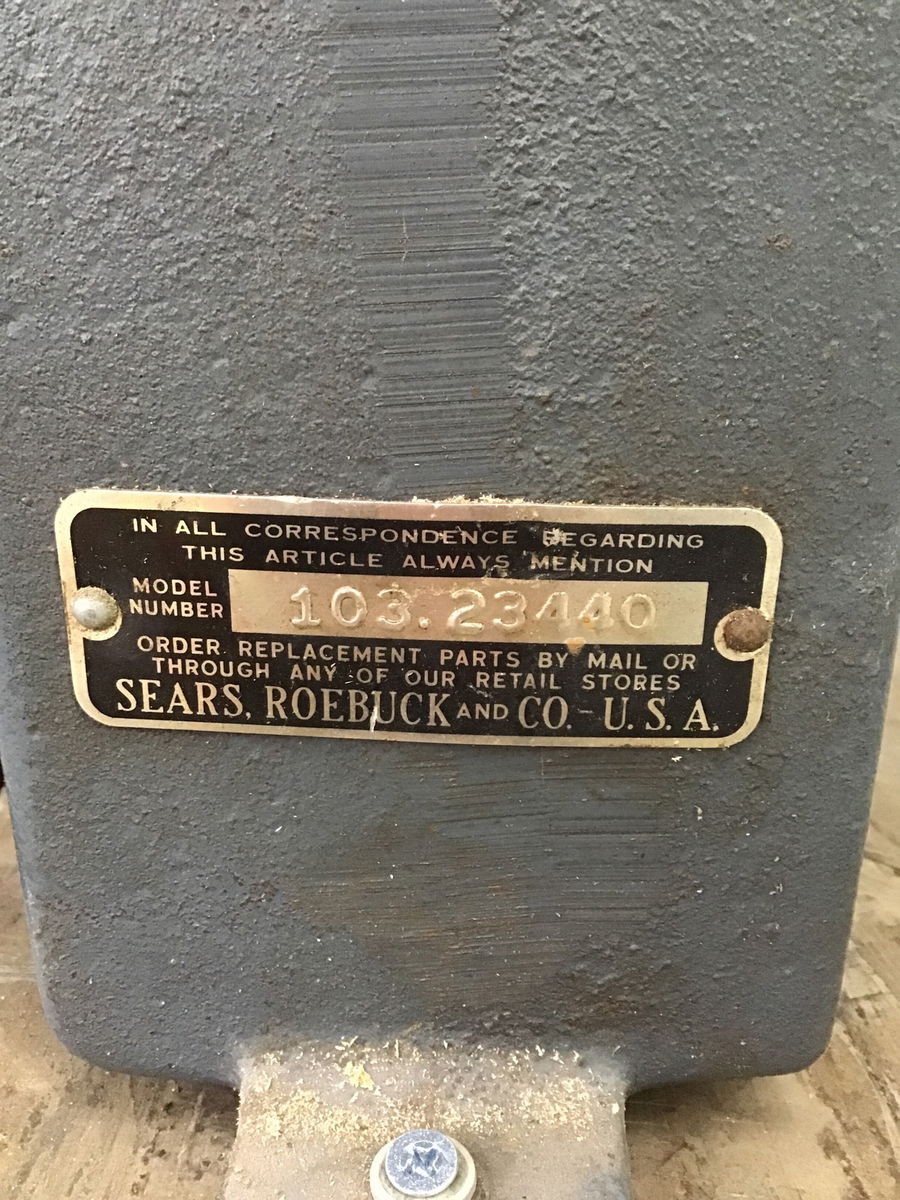 IN ALL CORRESPONDENCE REGARDING
THIS ARTICLE ALWAYS MENTION
MODEL
NUMBER
103.23440
ORDER REPLACEMENT PARTS BY MAIL OR
THROUGH ANY OF OUR RETAIL STORES
SEARS, ROEBUCK AND CO. - U.S.A.